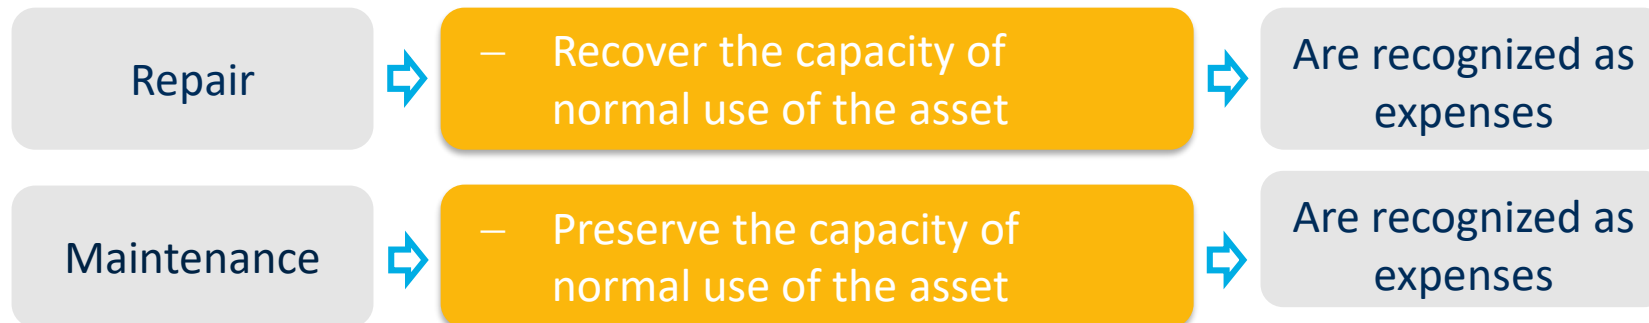 Repair
– Recover the capacity of
normal use of the asset
Are recognized as
expenses
Maintenance
– Preserve the capacity of
normal use of the asset
Are recognized as
expenses